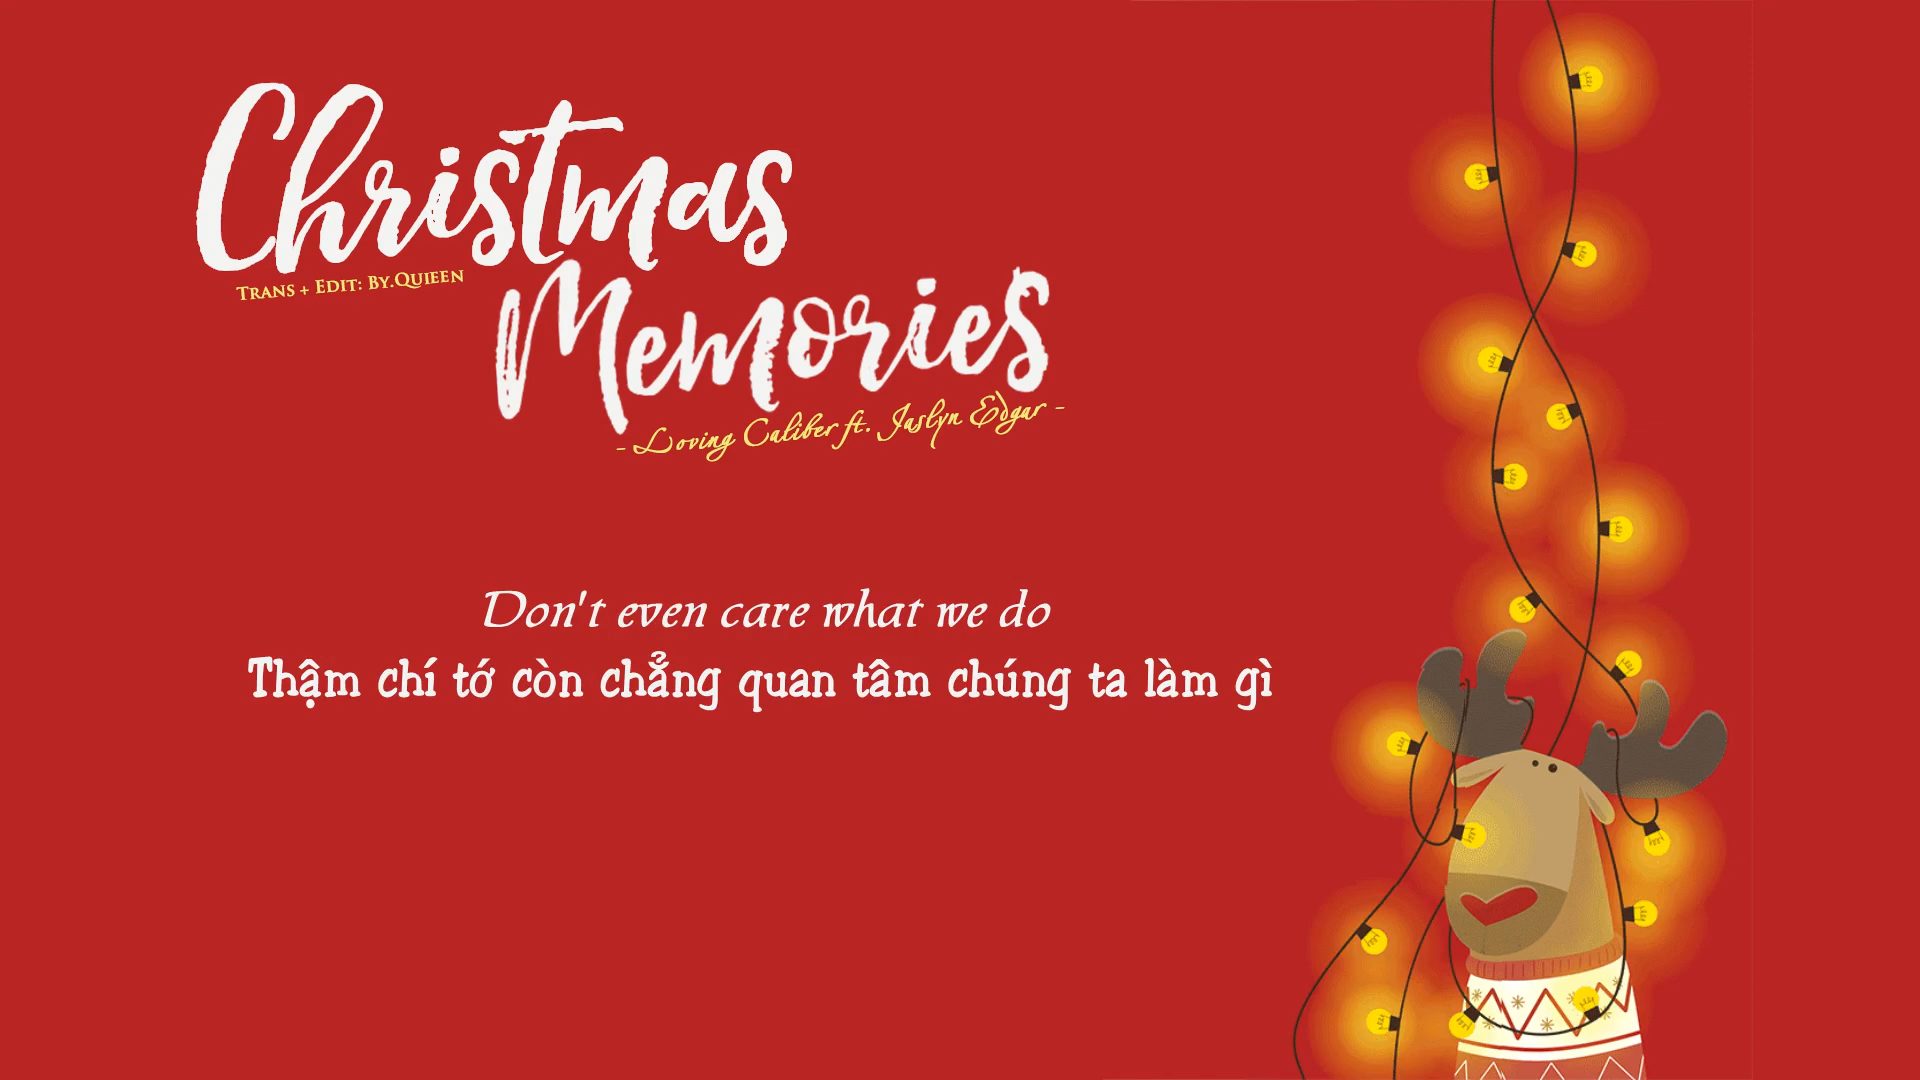 Christmas
Trans + Edit: By.Quieen
Memories
- Loving Caliber ft. Jaslyn Edgar -
Don't even care what we do
Thậm chí tớ còn chẳng quan tâm chúng ta làm gì